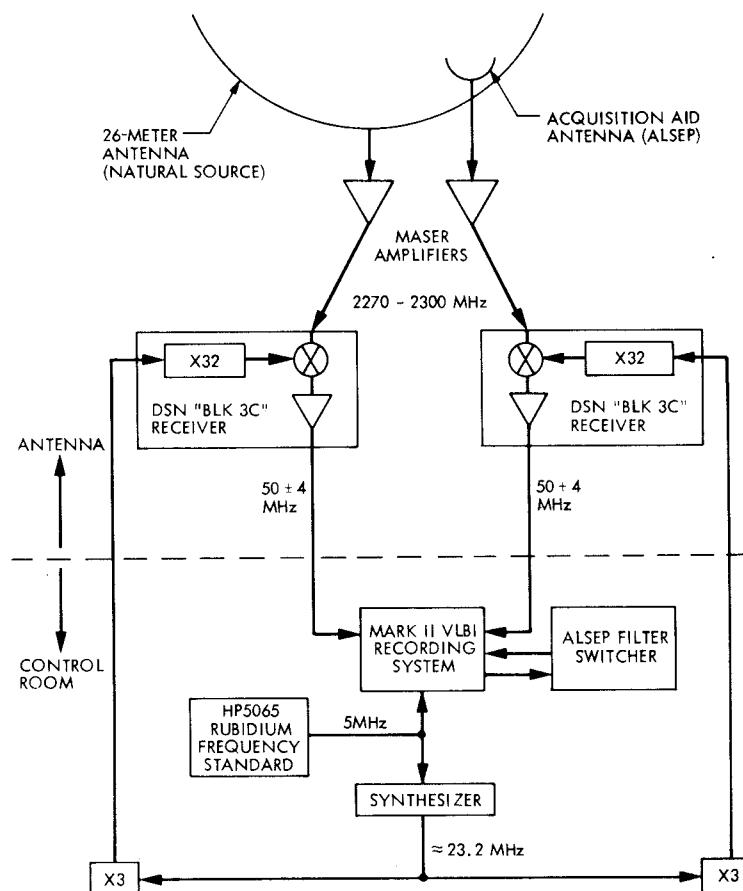 26-METER
ANTENNA
(NATURAL SOURCE)
ACQUISITION AID
ANTENNA (ALSEP)
MASER
AMPLIFIERS
2270 - 2300 MHz
X32
DSN "BLK 3C"
RECEIVER
X32
DSN "BLK 3C"
RECEIVER
ANTENNA
50 ± 4
MHz
50 + 4
MHz
CONTROL
ROOM
MARK II VLBI
RECORDING
SYSTEM
ALSEP FILTER
SWITCHER
HP5065
RUBIDIUM
FREQUENCY
STANDARD
5MHz
SYNTHESIZER
≈ 23.2 MHz
X3
X3